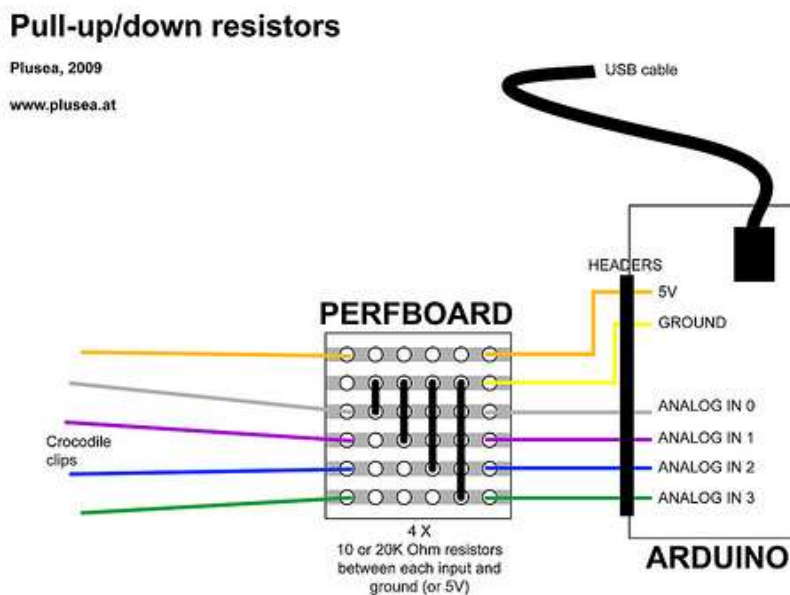 Pull-up/down resistors
Plusea, 2009
www.plusea.at
USB cable
HEADERS
5V
PERFBOARD
GROUND
ANALOG IN 0
ANALOG IN 1
Crocodile
clips
ANALOG IN 2
ANALOG IN 3
4 X
10 or 20K Ohm resistors
between each input and
ground (or 5V)
ARDUINO